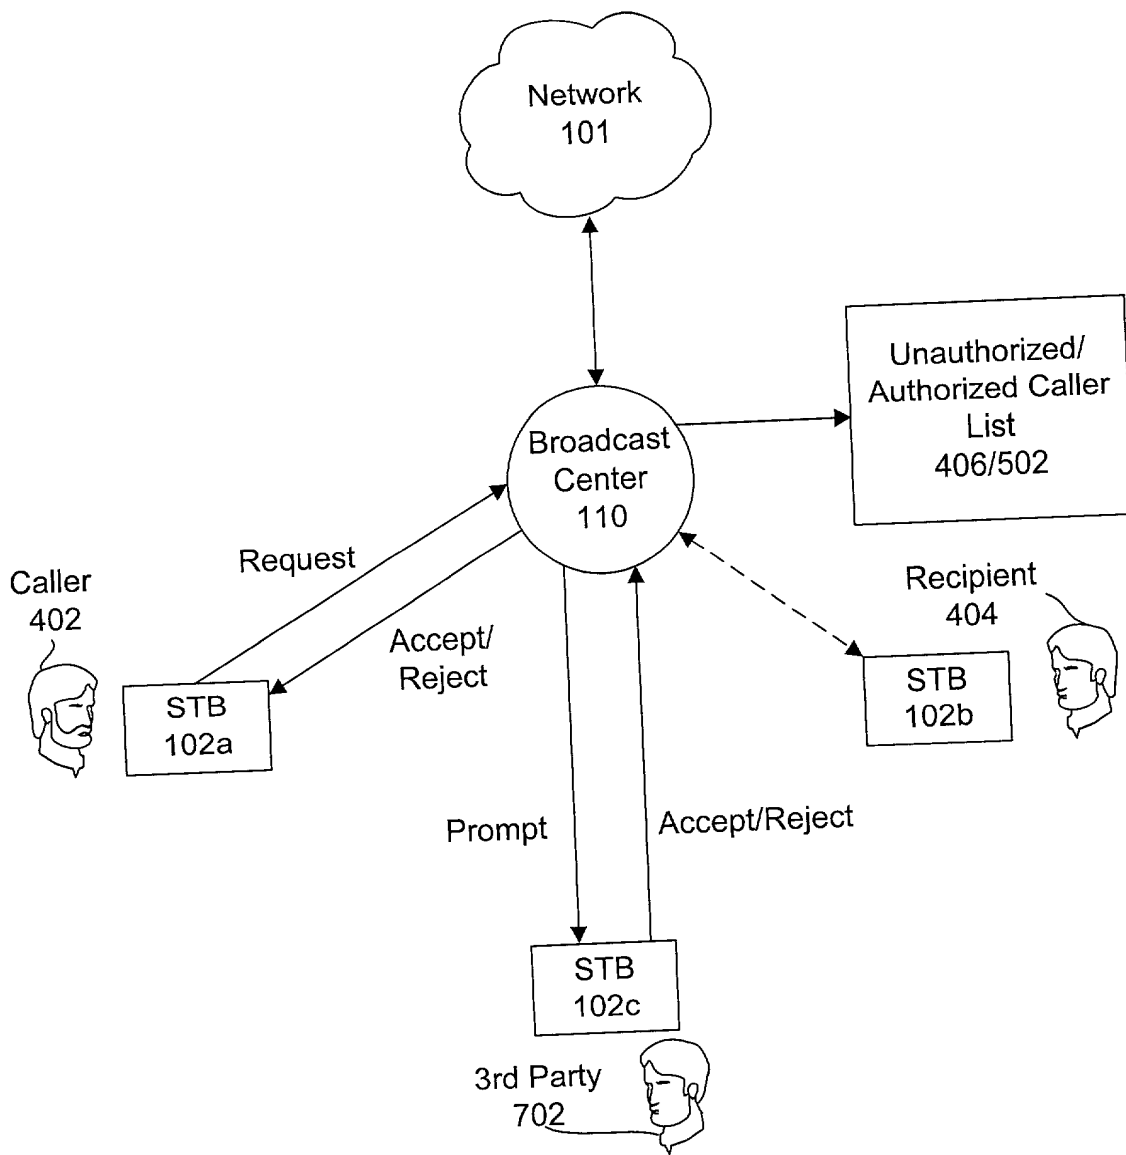 Network
101
Unauthorized/
Authorized Caller
List
406/502
Broadcast
Center
110
Request
Caller
402
Accept/
Reject
Recipient
404
STB
102a
STB
102b
Prompt
Accept/Reject
STB
102c
3rd Party
702